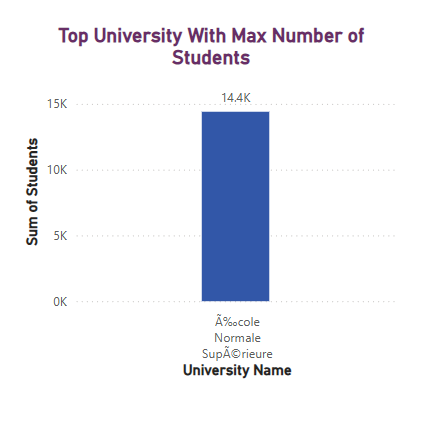 Top University With Max Number of
Students
14.4K
15K
10K
5K
0K
Sum of Students
Ã‰cole
Normale
SupÃ©rieure
University Name